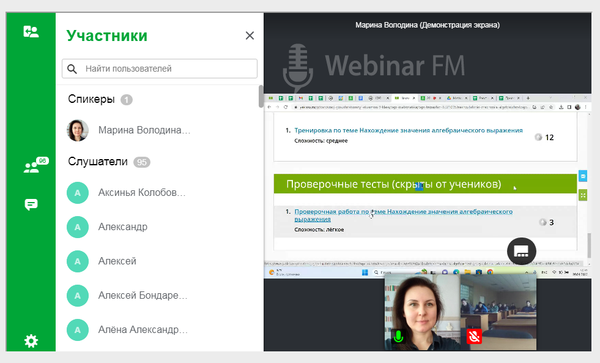 Участники
Найти пользователей
Спикеры 1
Марина Володина...
96
Слушатели 95
А Аксинья Колобов...
А Александр
А Алексей
А Алексей Бондаре...
А Алёна Александр...
Марина Володина (Демонстрация экрана)
Webinar FM
1. Тренировка по теме Нахождение значения алгебраического выражения
Сложность: среднее
12
Проверочные тесты (скрыты от учеников)
1. Проверочная работа по теме Нахождение значения алгебраического
выражения
Сложность: лёгкое
3